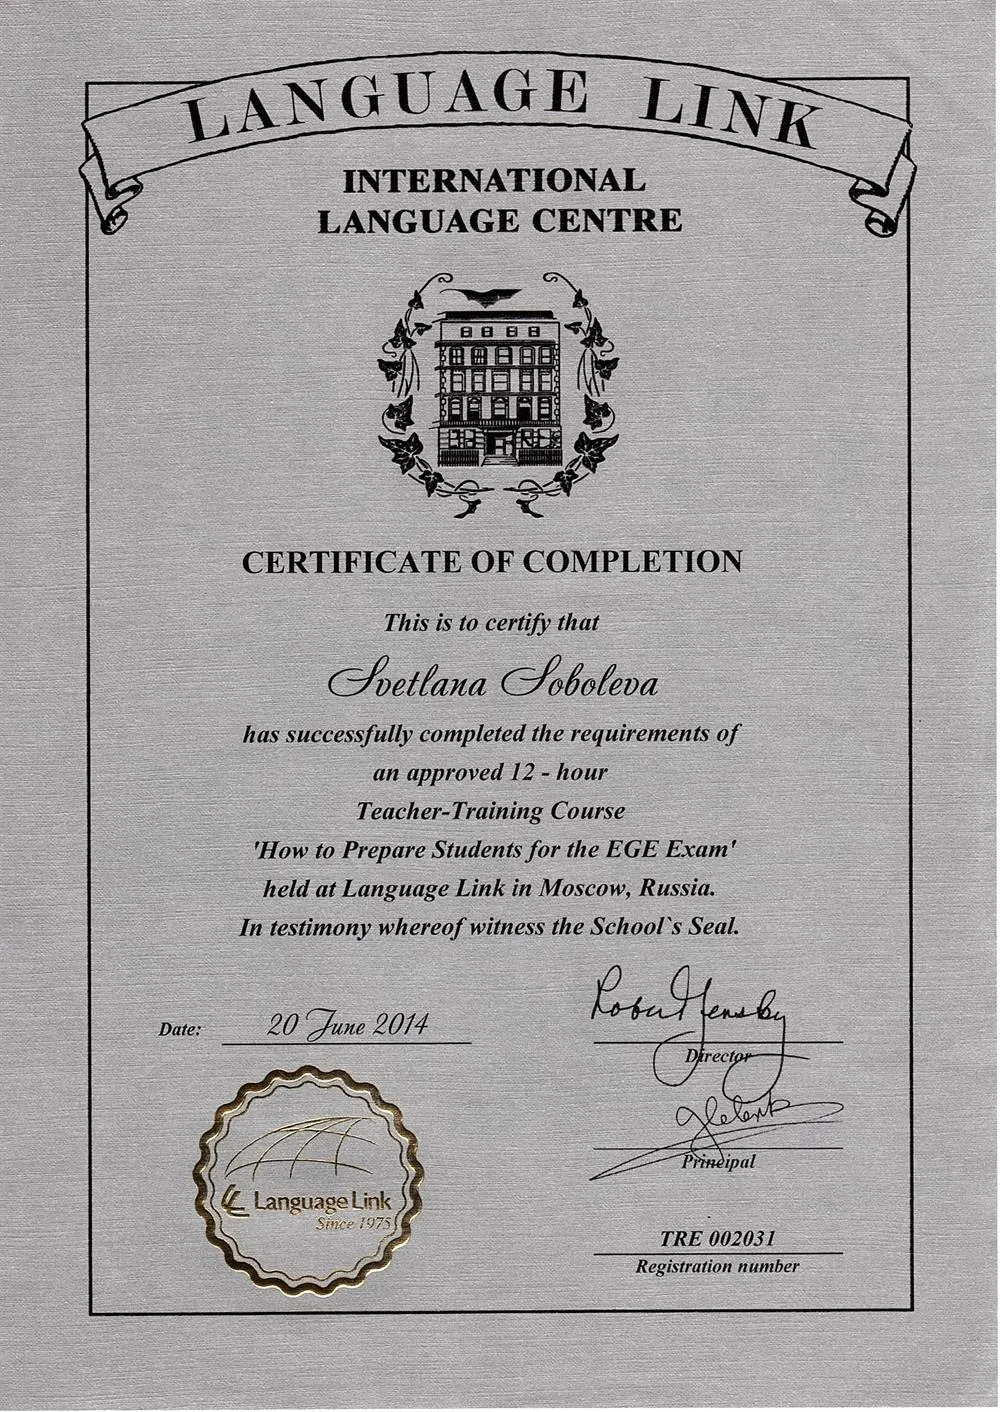 LANGUAGE LINK
INTERNATIONAL
LANGUAGE CENTRE
CERTIFICATE OF COMPLETION
This is to certify that
Svetlana Soboleva
has successfully completed the requirements of
an approved 12 - hour
Teacher-Training Course
'How to Prepare Students for the EGE Exam'
held at Language Link in Moscow, Russia.
In testimony whereof witness the School`s Seal.
Date: 20 June 2014
Director
Principal
LL Language Link
Since 1975
TRE 002031
Registration number